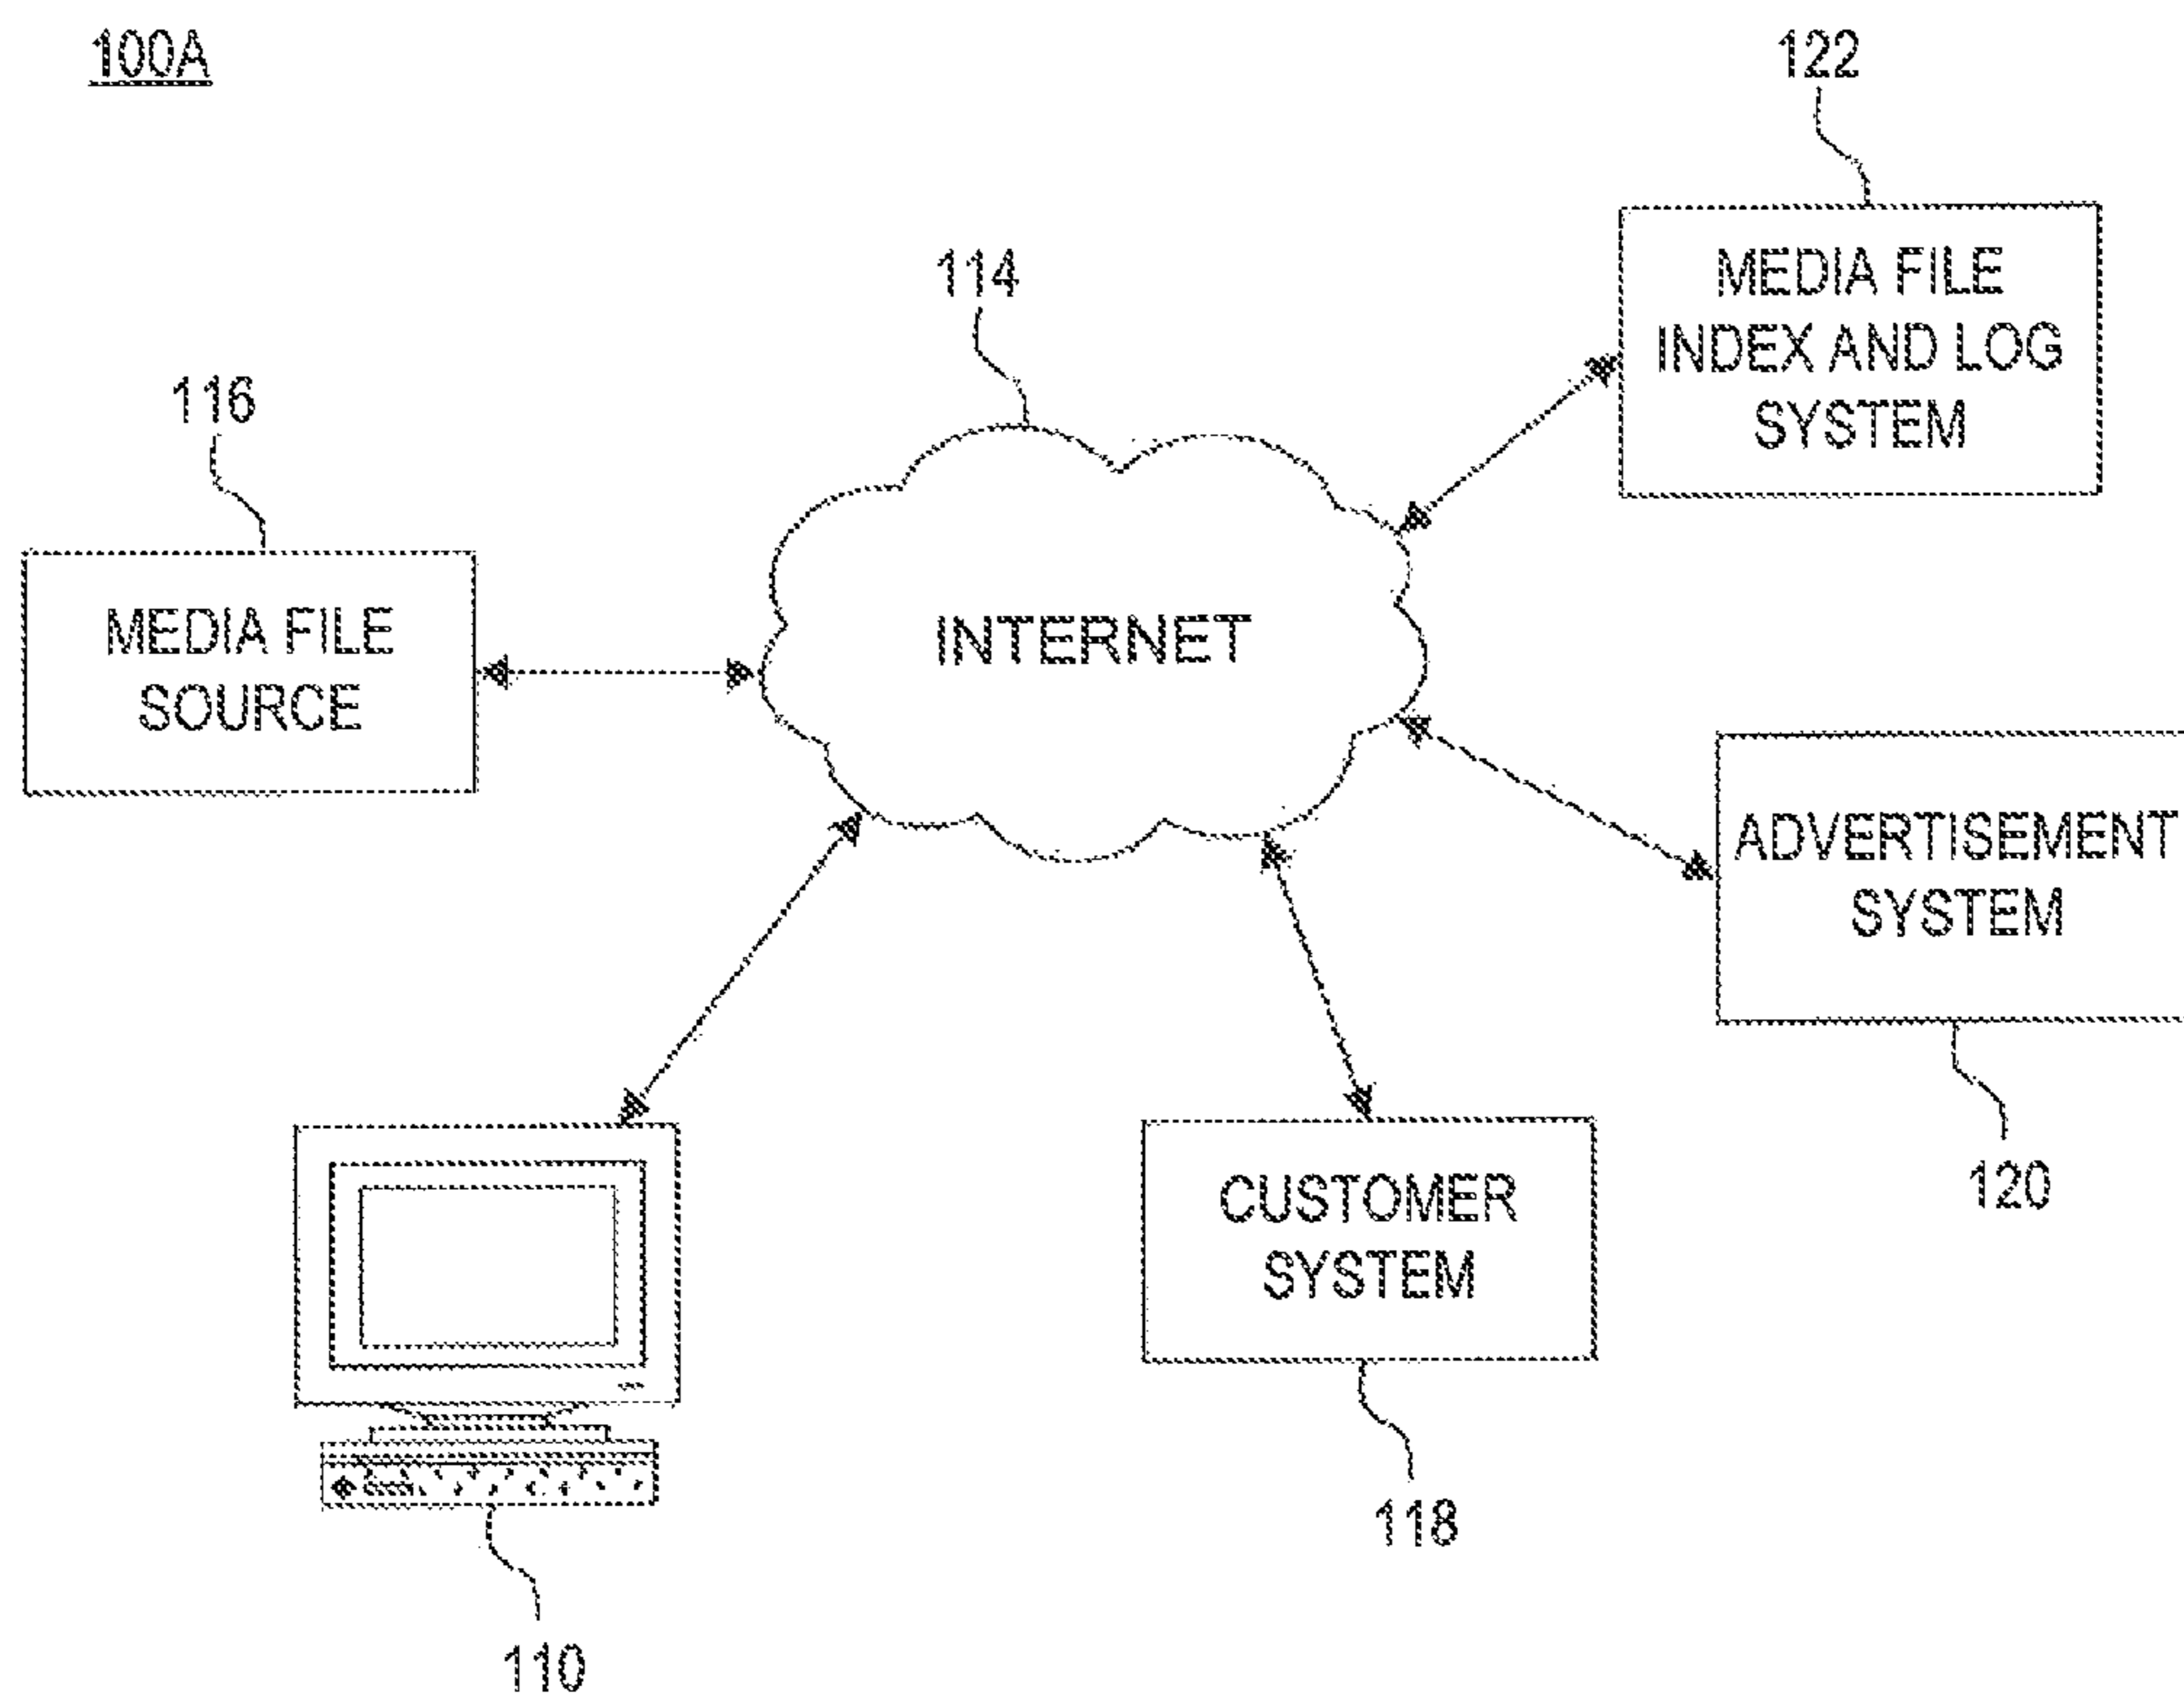 100A
122
MEDIA FILE
INDEX AND LOG
SYSTEM
114
116
INTERNET
MEDIA FILE
SOURCE
ADVERTISEMENT
SYSTEM
120
CUSTOMER
SYSTEM
118
110